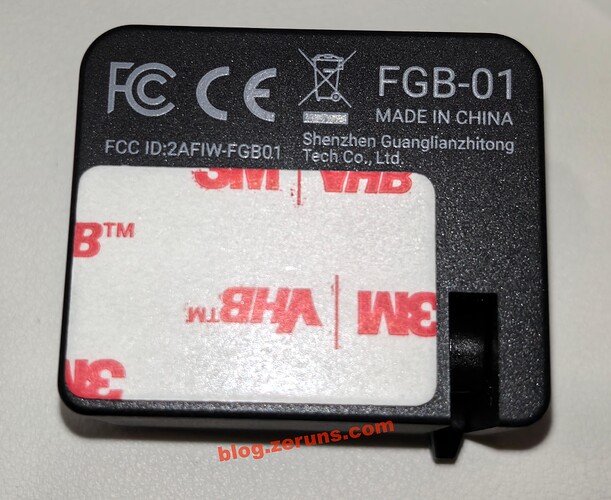 FC CE FGB-01
MADE IN CHINA
FCC ID:2AFIW-FGB01
Shenzhen Guanglianzhitong
Tech Co., Ltd.
3M VHB
B™
3M VHB™
3M
blog.zeruns.com